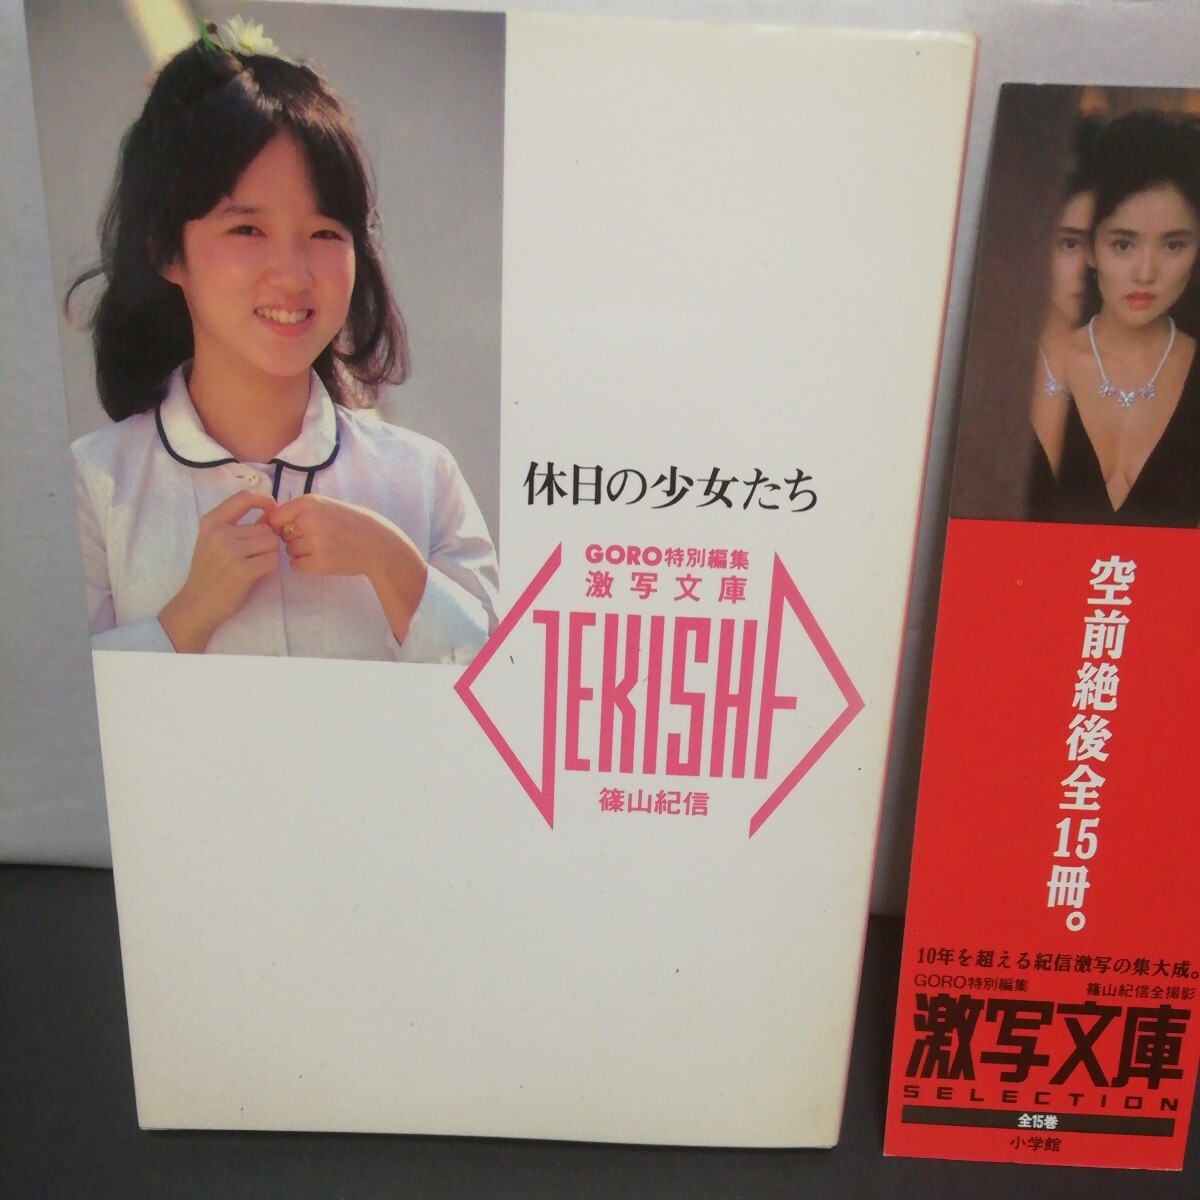 休日の少女たち
GORO特別編集
激写文庫
GEKISHA
篠山紀信
空前絶後全15冊。
10年を超える紀信激写の集大成。
GORO特別編集 篠山紀信全撮影
激写文庫
SELECTION
全15巻
小学館